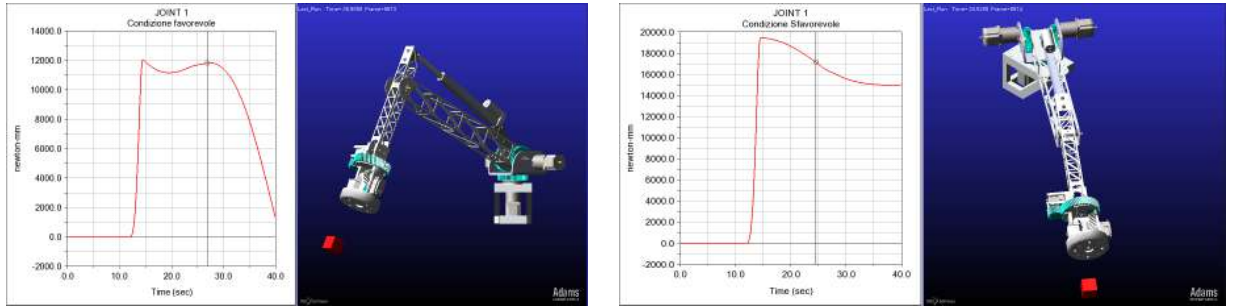 JOINT 1
Condizione favorevole
14000.0
12000.0
10000.0
8000.0
6000.0
4000.0
2000.0
0.0
-2000.0
newton-mm
0.0 10.0 20.0 30.0 40.0
Time (sec)
Adams
JOINT 1
Condizione Sfavorevole
20000.0
18000.0
16000.0
14000.0
12000.0
10000.0
8000.0
6000.0
4000.0
2000.0
0.0
-2000.0
newton-mm
0.0 10.0 20.0 30.0 40.0
Time (sec)
Adams